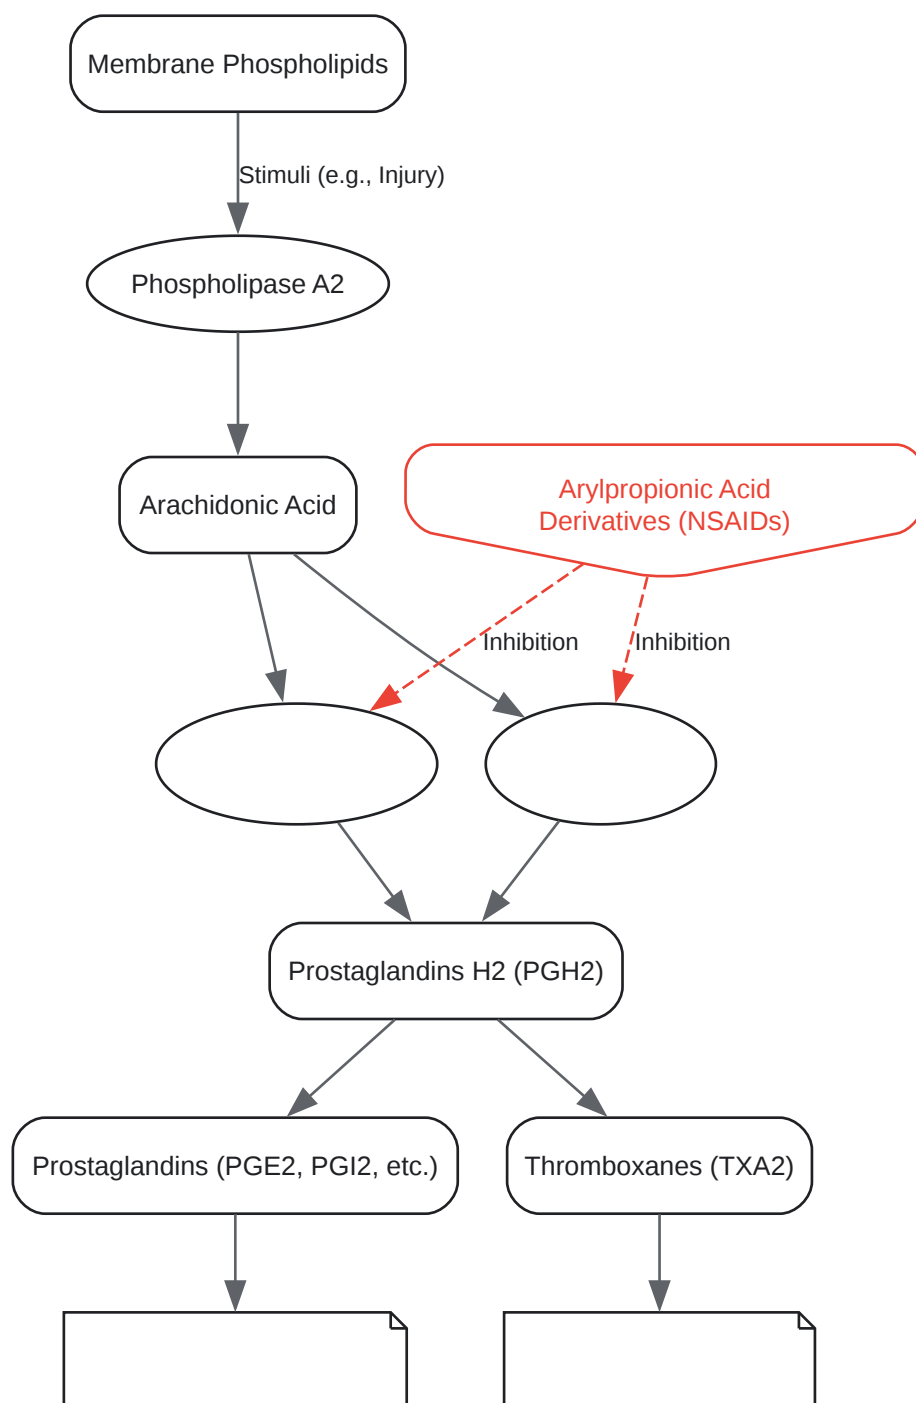 Membrane Phospholipids
Stimuli (e.g., Injury)
Phospholipase A2
Arachidonic Acid
Arylpropionic Acid
Derivatives (NSAIDs)
Inhibition
Inhibition
Prostaglandins H2 (PGH2)
Prostaglandins (PGE2, PGI2, etc.)
Thromboxanes (TXA2)